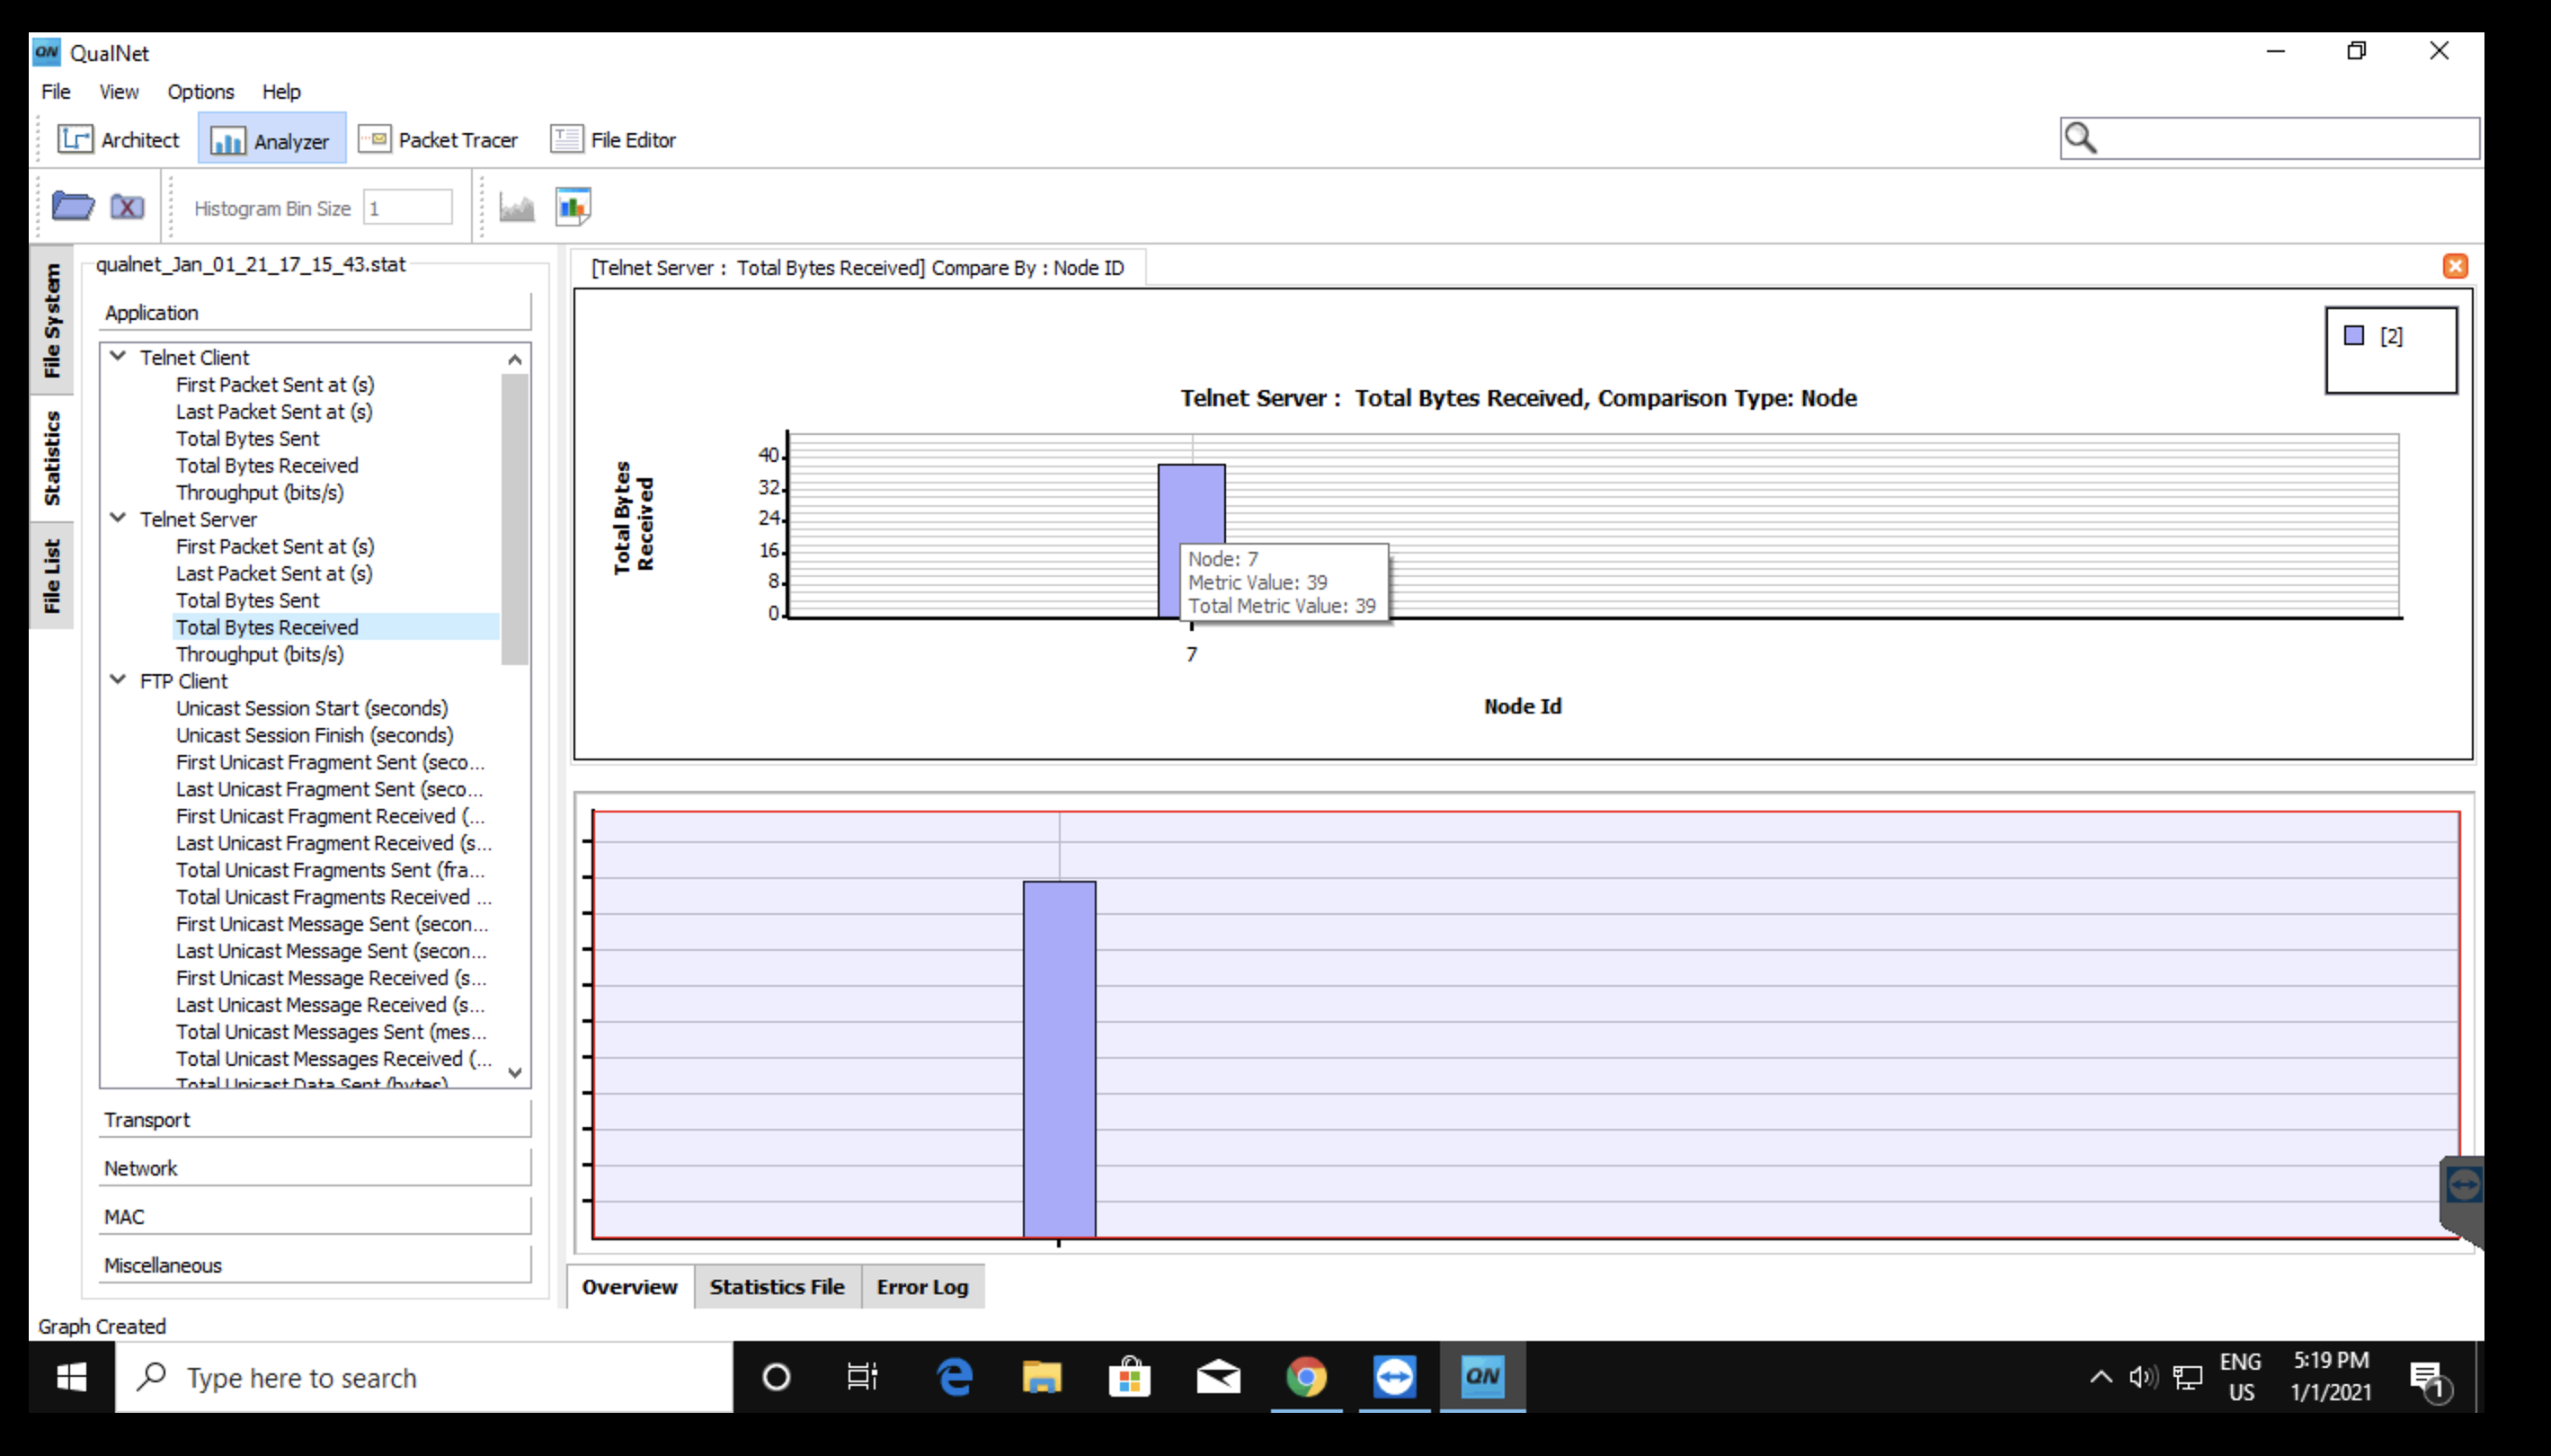 QN QualNet
File View Options Help
Architect Analyzer Packet Tracer File Editor
Histogram Bin Size 1
File System
Statistics
File List
qualnet_Jan_01_21_17_15_43.stat
Application
Telnet Client
First Packet Sent at (s)
Last Packet Sent at (s)
Total Bytes Sent
Total Bytes Received
Throughput (bits/s)
Telnet Server
First Packet Sent at (s)
Last Packet Sent at (s)
Total Bytes Sent
Total Bytes Received
Throughput (bits/s)
FTP Client
Unicast Session Start (seconds)
Unicast Session Finish (seconds)
First Unicast Fragment Sent (seco...
Last Unicast Fragment Sent (seco...
First Unicast Fragment Received (...
Last Unicast Fragment Received (s...
Total Unicast Fragments Sent (fra...
Total Unicast Fragments Received ...
First Unicast Message Sent (secon...
Last Unicast Message Sent (secon...
First Unicast Message Received (s...
Last Unicast Message Received (s...
Total Unicast Messages Sent (mes...
Total Unicast Messages Received (...
Total Unicast Data Sent (bytes)
Transport
Network
MAC
Miscellaneous
[Telnet Server : Total Bytes Received] Compare By : Node ID
[2]
Telnet Server : Total Bytes Received, Comparison Type: Node
Total Bytes
Received
40
32
24
16
8
0
Node: 7
Metric Value: 39
Total Metric Value: 39
7
Node Id
Overview Statistics File Error Log
Graph Created
Type here to search
QN
ENG
US
5:19 PM
1/1/2021
1